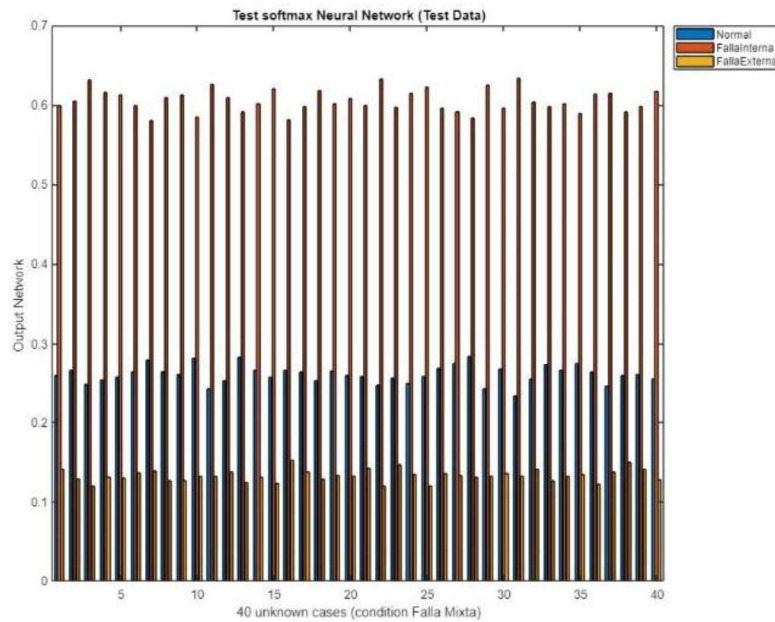 Test softmax Neural Network (Test Data)
Normal
FallaInterna
FallaExterna
0.7
0.6
0.5
0.4
0.3
0.2
0.1
0
Output Network
5
10
15
20
25
30
35
40
40 unknown cases (condition Falla Mixta)